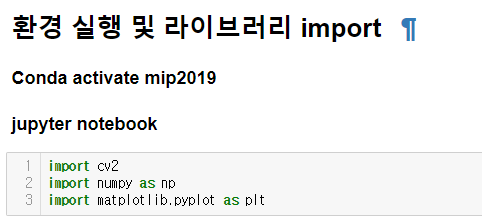 환경 실행 및 라이브러리 import ¶
Conda activate mip2019
jupyter notebook
1 import cv2
2 import numpy as np
3 import matplotlib.pyplot as plt